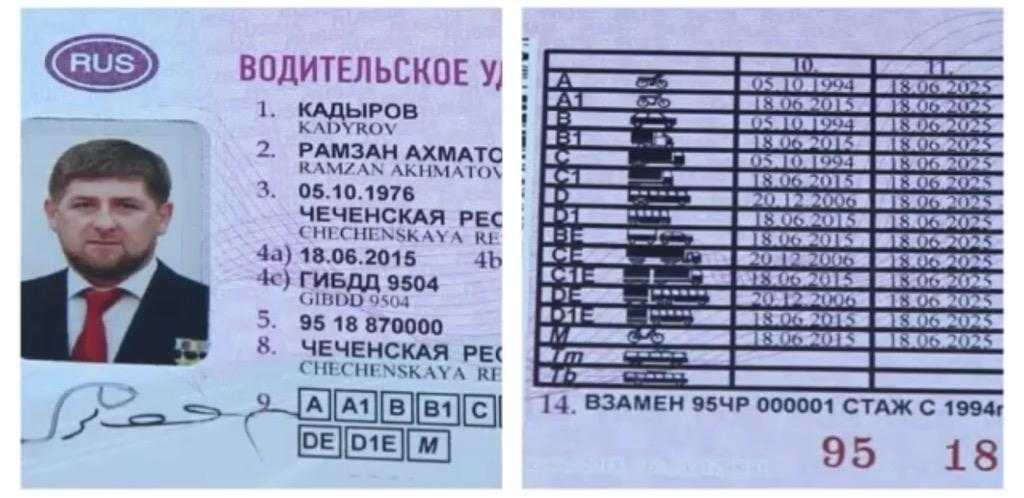 RUS
ВОДИТЕЛЬСКОЕ У
1. КАДЫРОВ
KADYROV
2. РАМЗАН АХМАТО
RAMZAN AKHMATOV
3. 05.10.1976
ЧЕЧЕНСКАЯ РЕС
CHECHENSKAYA RE
4a) 18.06.2015 4b
4c) ГИБДД 9504
GIBDD 9504
5. 95 18 870000
8. ЧЕЧЕНСКАЯ РЕС
CHECHENSKAYA RE
9. A A1 B B1 C
DE D1E M
10. 11.
A 05.10.1994 18.06.2025
A1 18.06.2015 18.06.2025
B 05.10.1994 18.06.2025
B1 18.06.2015 18.06.2025
C 05.10.1994 18.06.2025
C1 18.06.2015 18.06.2025
D 20.12.2006 18.06.2025
D1 18.06.2015 18.06.2025
BE 18.06.2015 18.06.2025
CE 20.12.2006 18.06.2025
C1E 18.06.2015 18.06.2025
DE 20.12.2006 18.06.2025
D1E 18.06.2015 18.06.2025
M 18.06.2015 18.06.2025
Tm
Tb
14. ВЗАМЕН 95ЧР 000001 СТАЖ С 1994г
95 18